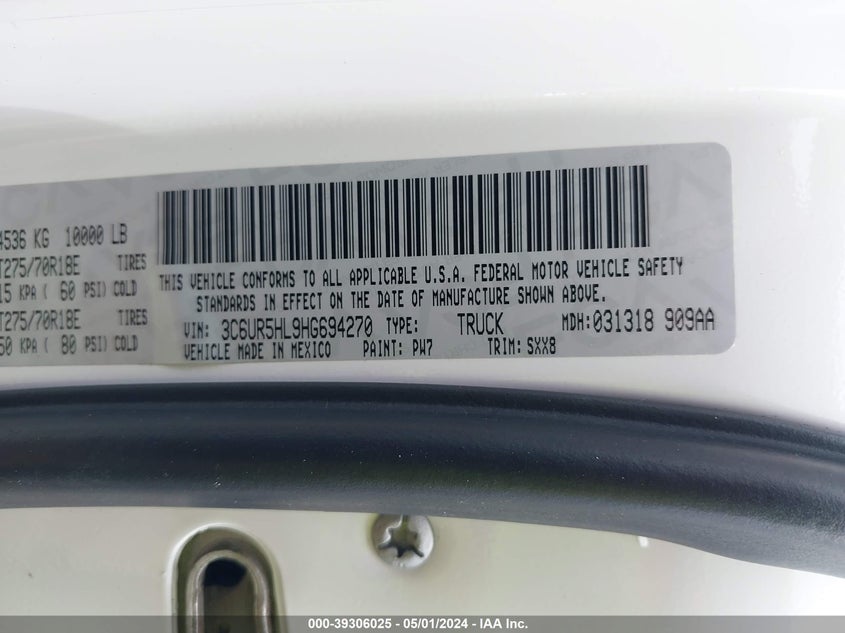 4536 KG 10000 LB
T275/70R18E TIRES
15 KPA ( 60 PSI) COLD
T275/70R18E TIRES
50 KPA ( 80 PSI) COLD
THIS VEHICLE CONFORMS TO ALL APPLICABLE U.S.A. FEDERAL MOTOR VEHICLE SAFETY
STANDARDS IN EFFECT ON THE DATE OF MANUFACTURE SHOWN ABOVE.
VIN: 3C6UR5HL9HG694270 TYPE: TRUCK MDH:031318 909AA
VEHICLE MADE IN MEXICO PAINT: PW7 TRIM: SXX8
000-39306025 - 05/01/2024 - IAA Inc.